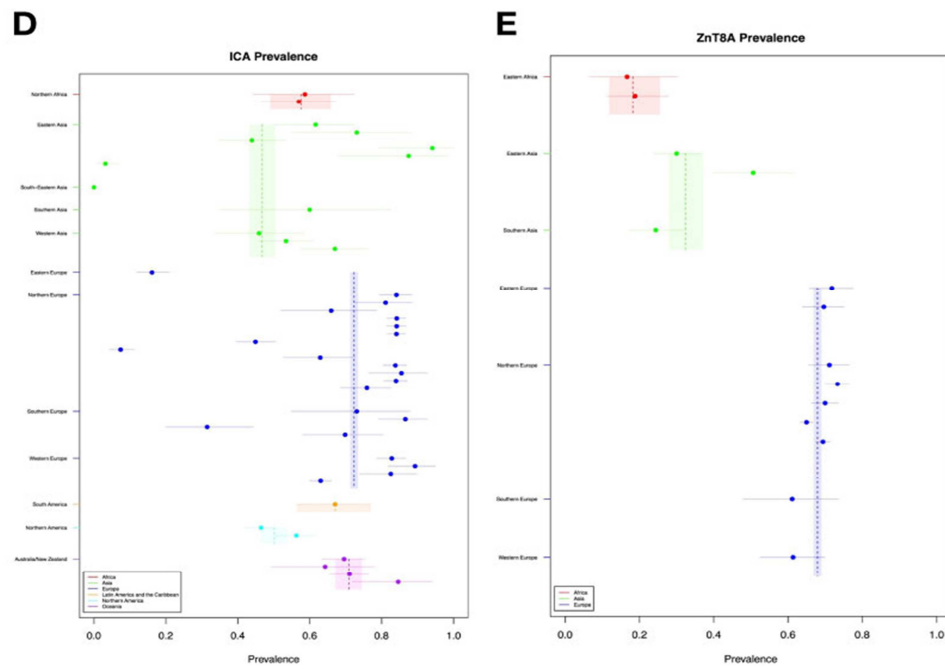 D
ICA Prevalence
Northern Africa
Eastern Asia
South-Eastern Asia
Southern Asia
Western Asia
Eastern Europe
Northern Europe
Southern Europe
Western Europe
South America
Northern America
Australia/New Zealand
Africa
Asia
Europe
Latin America and the Caribbean
Northern America
Oceania
0.0 0.2 0.4 0.6 0.8 1.0
Prevalence
E
ZnT8A Prevalence
Eastern Africa
Eastern Asia
Southern Asia
Eastern Europe
Northern Europe
Southern Europe
Western Europe
Africa
Asia
Europe
0.0 0.2 0.4 0.6 0.8 1.0
Prevalence